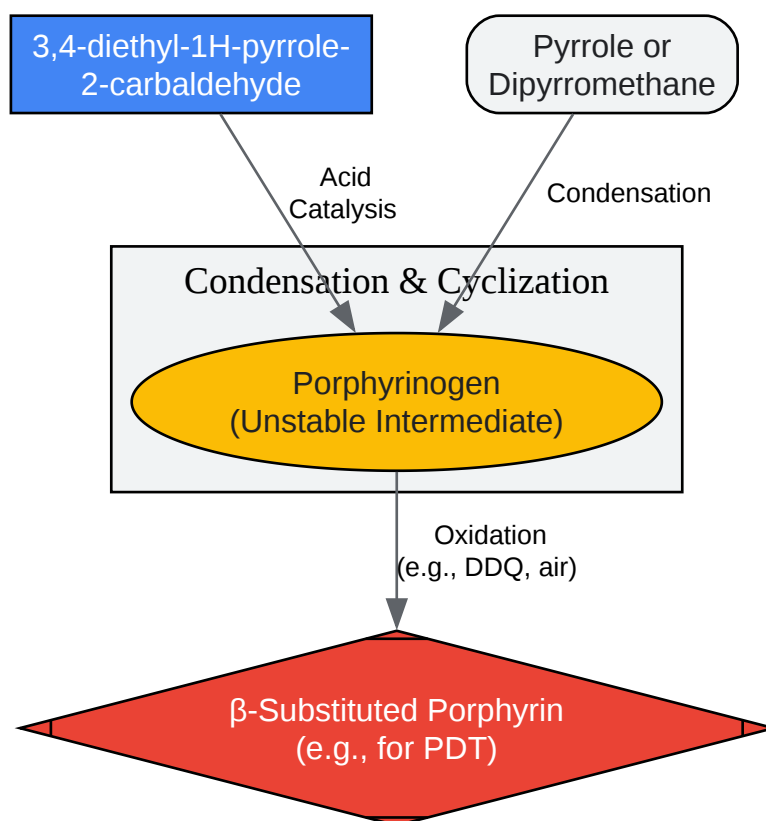 3,4-diethyl-1H-pyrrole-
2-carbaldehyde
Pyrrole or
Dipyrromethane
Acid
Catalysis
Condensation
Condensation & Cyclization
Porphyrinogen
(Unstable Intermediate)
Oxidation
(e.g., DDQ, air)
β-Substituted Porphyrin
(e.g., for PDT)